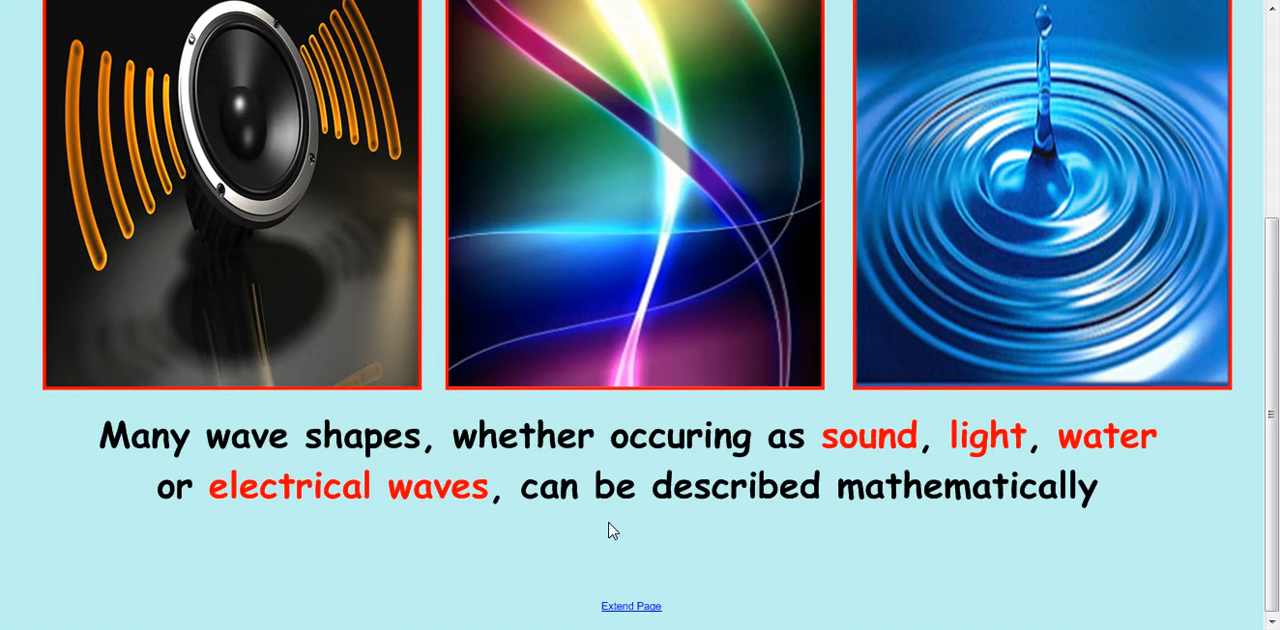 Many wave shapes, whether occuring as sound, light, water
or electrical waves, can be described mathematically
Extend Page